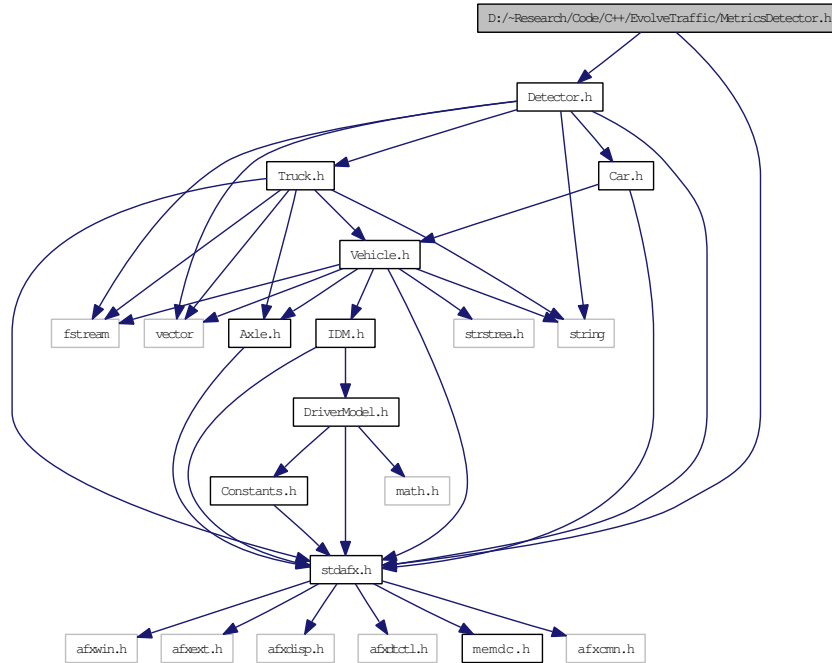 D:/~Research/Code/C++/EvolveTraffic/MetricsDetector.h
Detector.h
Truck.h
Car.h
Vehicle.h
fstream
vector
Axle.h
IDM.h
strstrea.h
string
DriverModel.h
Constants.h
math.h
stdafx.h
afxwin.h
afxext.h
afxdisp.h
afxdtctl.h
memdc.h
afxcmn.h